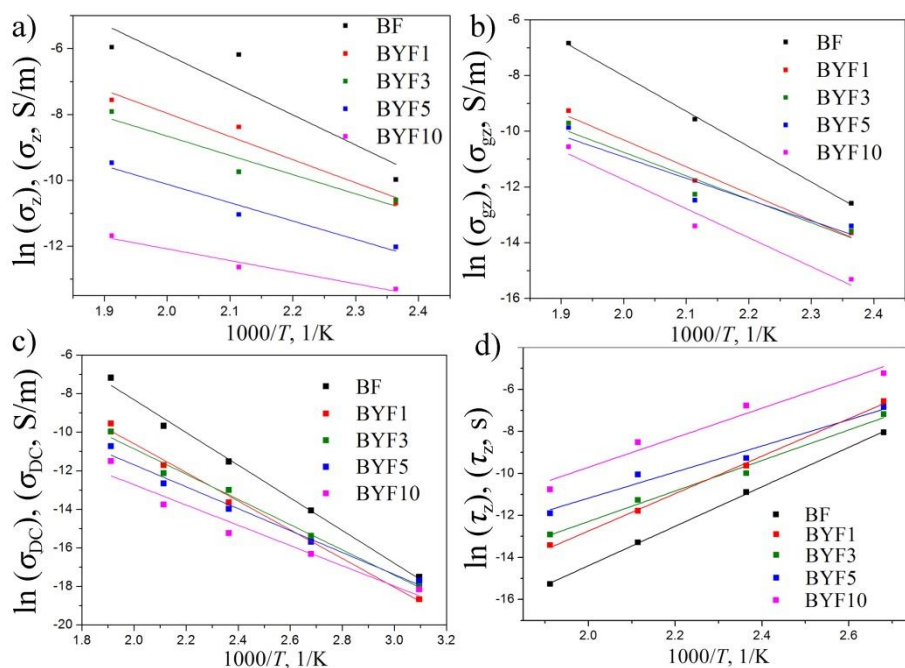 a)
BF
BYF1
BYF3
BYF5
BYF10
-6
-8
-10
-12
ln (σz), (σz, S/m)
1.9 2.0 2.1 2.2 2.3 2.4
1000/T, 1/K
b)
BF
BYF1
BYF3
BYF5
BYF10
-6
-8
-10
-12
-14
-16
ln (σgz), (σgz, S/m)
1.9 2.0 2.1 2.2 2.3 2.4
1000/T, 1/K
c)
BF
BYF1
BYF3
BYF5
BYF10
-6
-8
-10
-12
-14
-16
-18
-20
ln (σDC), (σDC, S/m)
1.8 2.0 2.2 2.4 2.6 2.8 3.0 3.2
1000/T, 1/K
d)
-6
-8
-10
-12
-14
-16
ln (τz), (τz, s)
BF
BYF1
BYF3
BYF5
BYF10
2.0 2.2 2.4 2.6
1000/T, 1/K